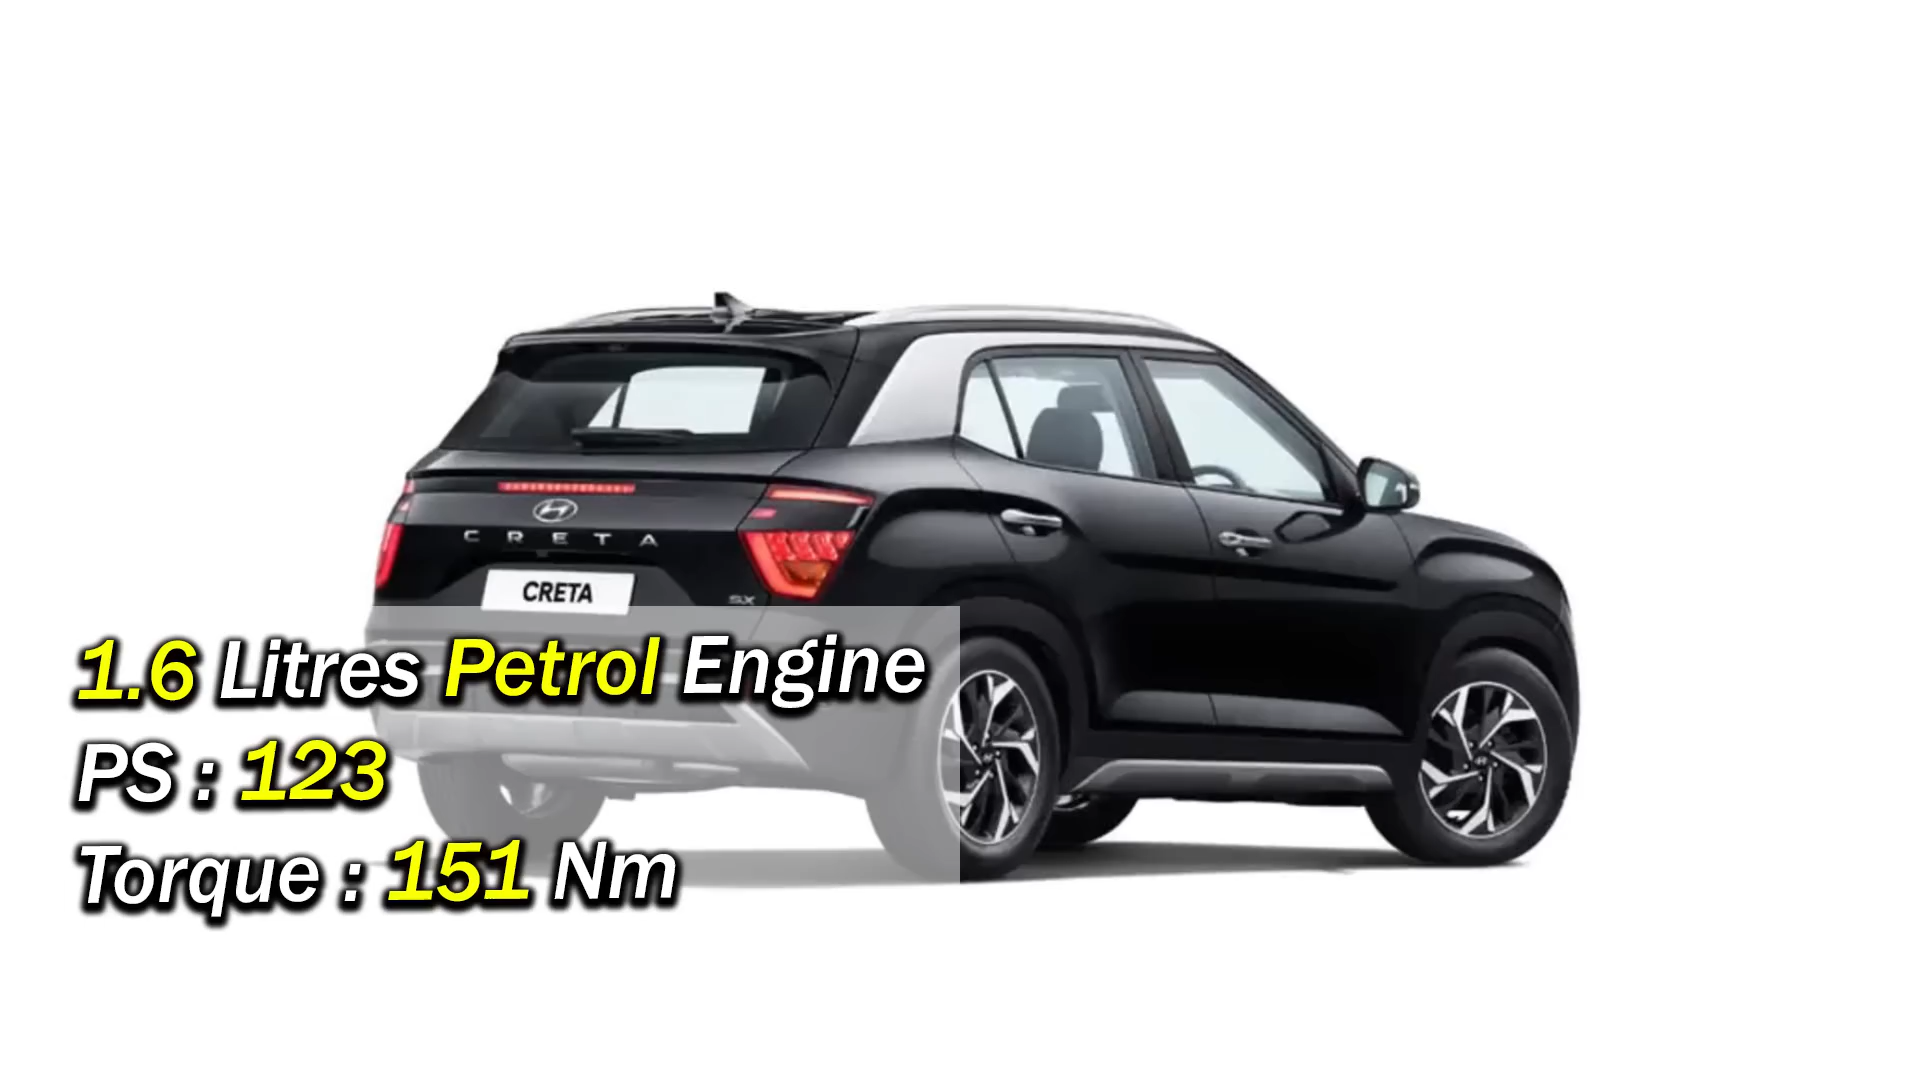 CRETA
CRETA
SX
1.6 Litres Petrol Engine
PS : 123
Torque : 151 Nm